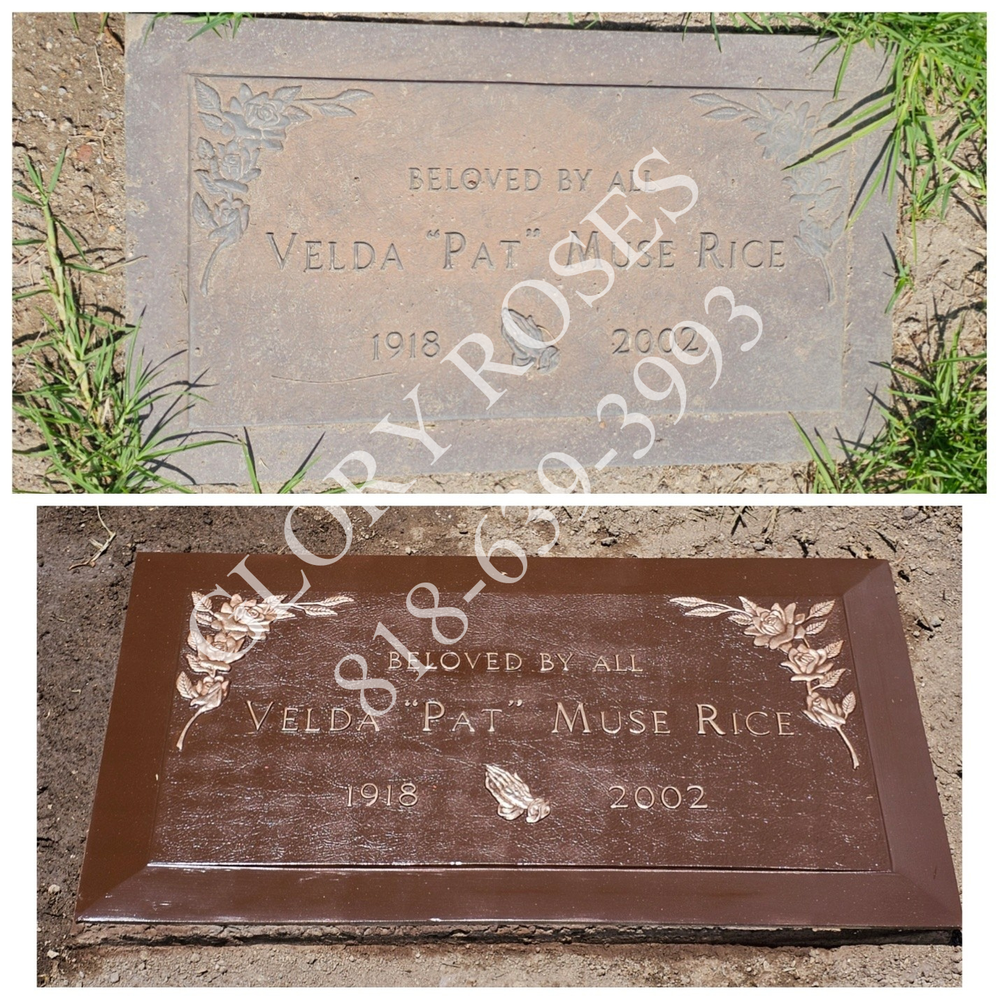 BELOVED BY ALL
VELDA “PAT” MUSE RICE
1918 2002
GLORY ROSES
818-639-3993
BELOVED BY ALL
VELDA “PAT” MUSE RICE
1918 2002